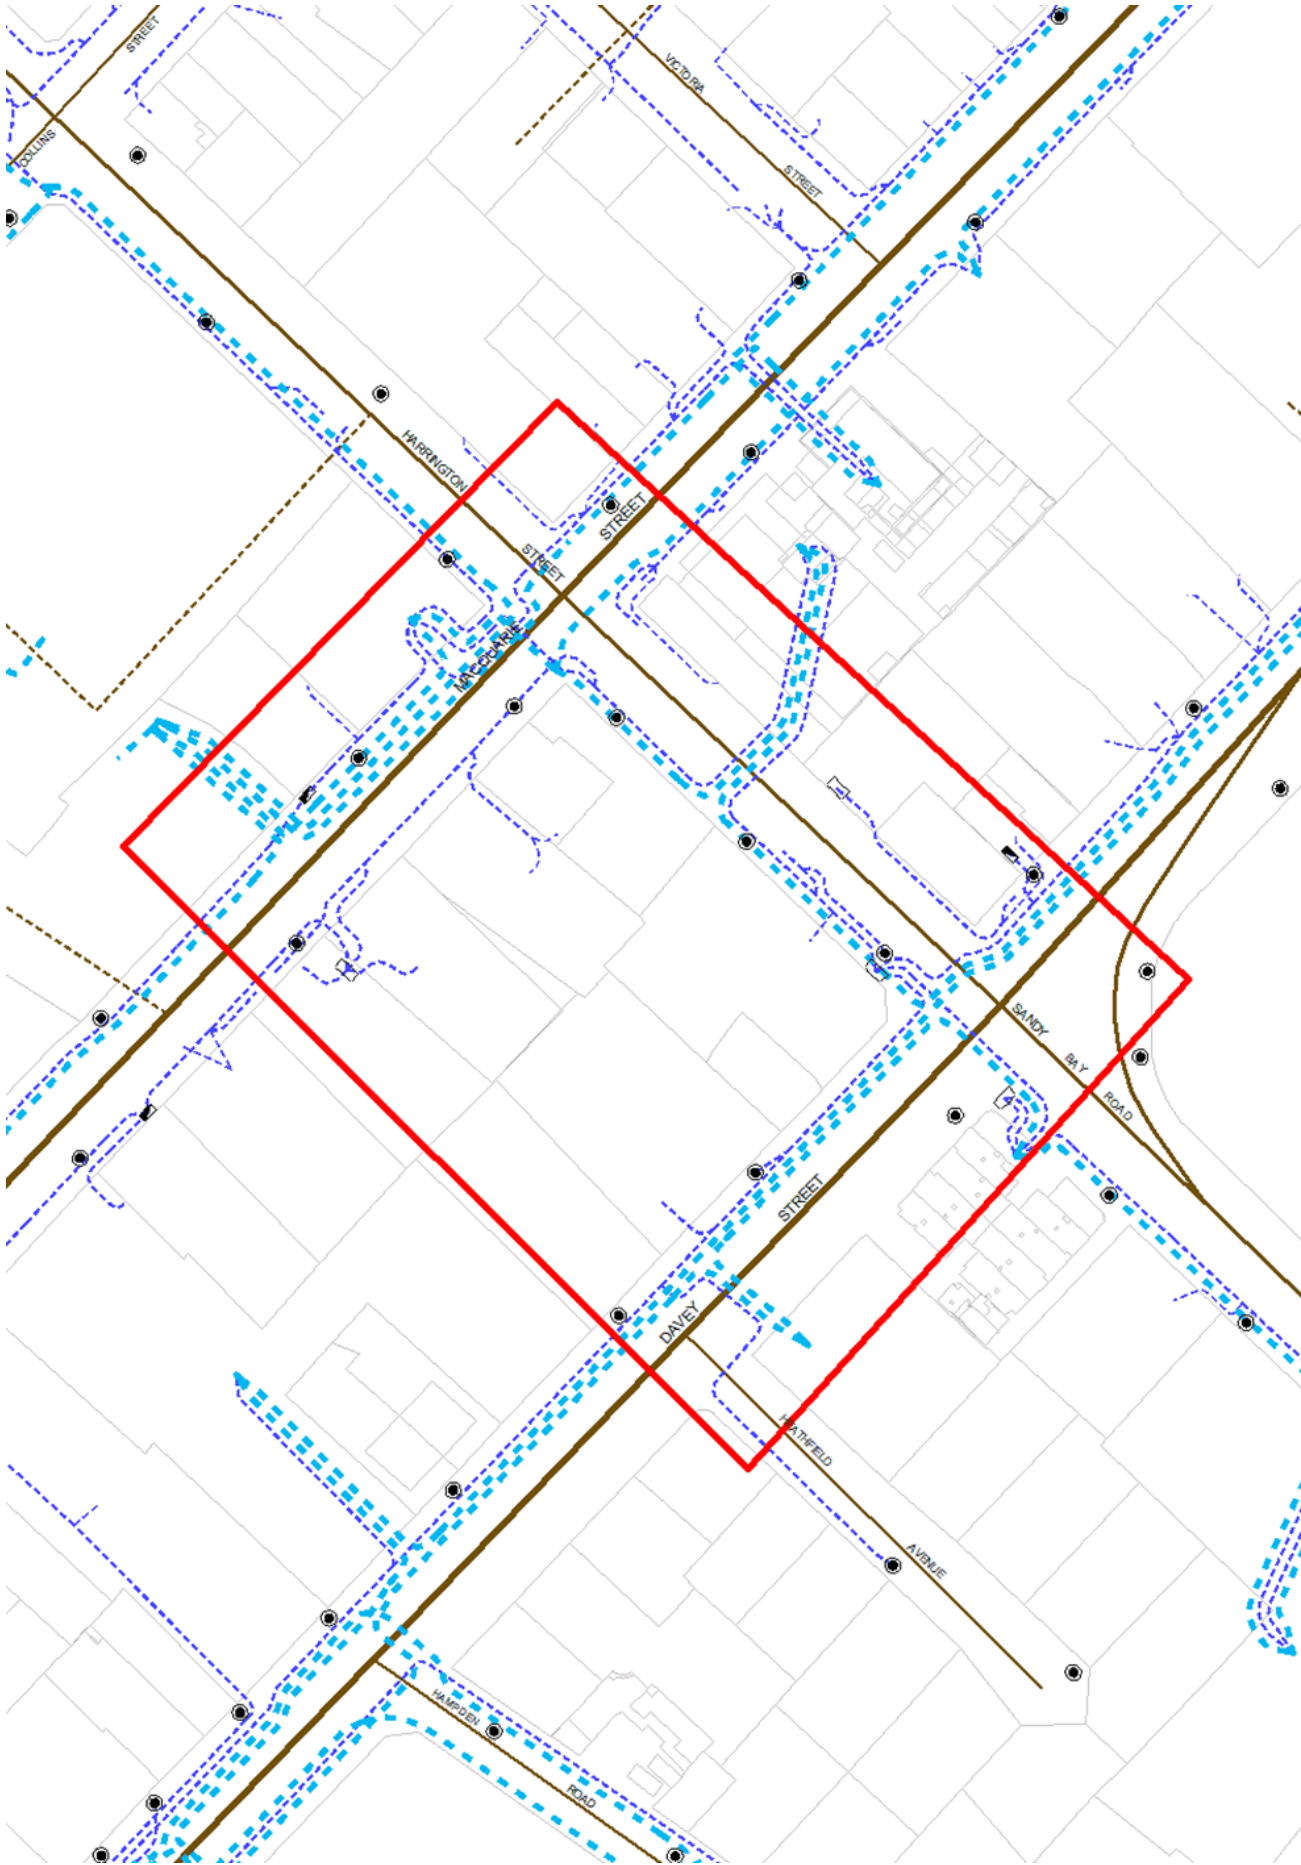 STREET
COLLINS
VICTORIA
STREET
HARRINGTON
STREET
STREET
MACQUARIE
SANDY
BAY
ROAD
STREET
DAVEY
HEATHFIELD
AVENUE
HAMPDEN
ROAD